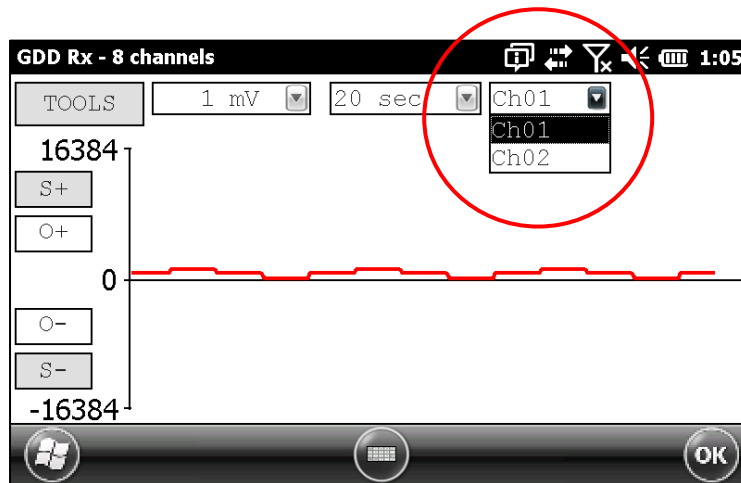 GDD Rx - 8 channels 1:05
TOOLS 1 mV 20 sec Ch01
Ch01
Ch02
16384
S+
O+
0
O-
S-
-16384
OK